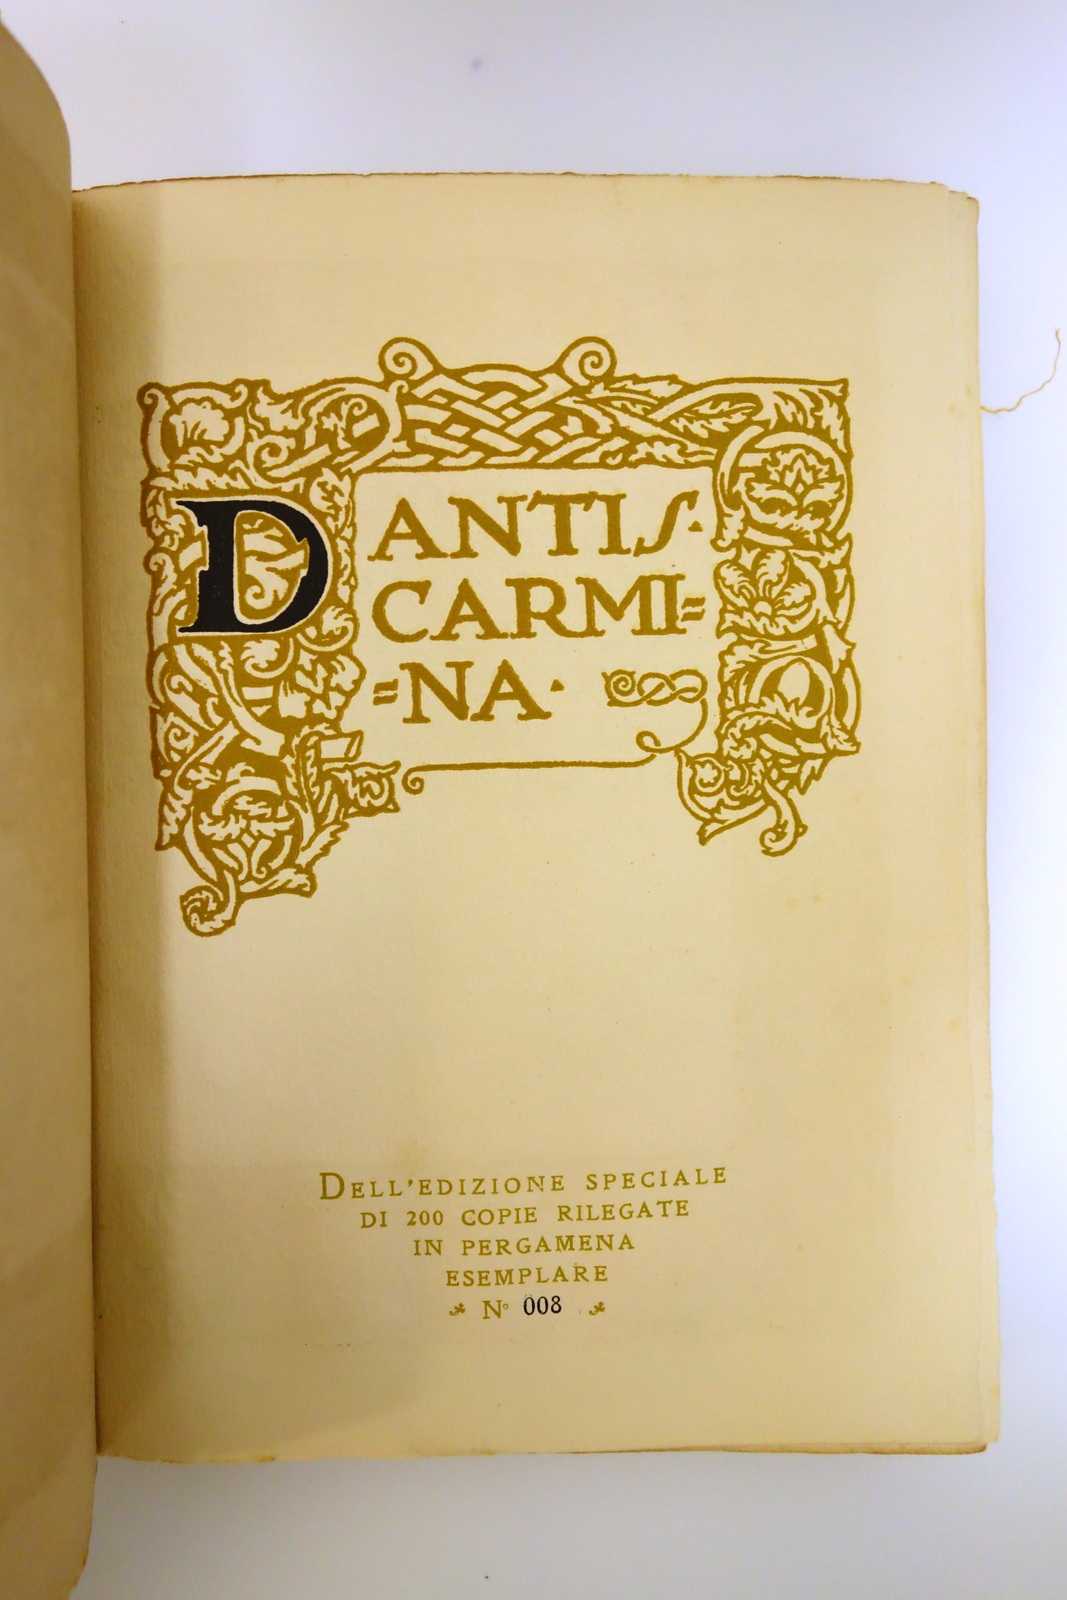 DANTIS·
CARMI=
=NA·
DELL'EDIZIONE SPECIALE
DI 200 COPIE RILEGATE
IN PERGAMENA
ESEMPLARE
N° 008